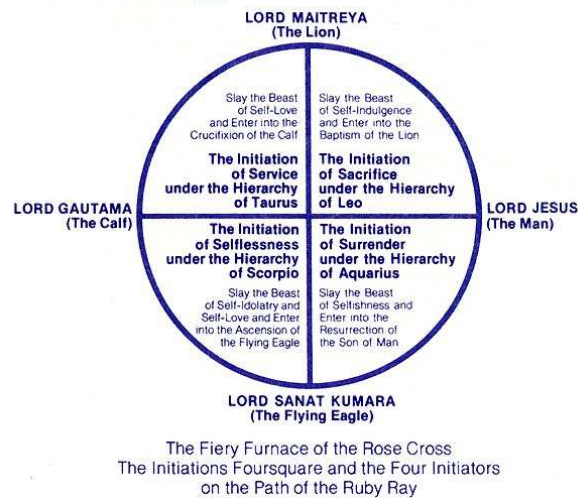 LORD MAITREYA
(The Lion)
Slay the Beast
of Self-Love
and Enter into the
Crucifixion of the Calf
The Initiation
of Service
under the Hierarchy
of Taurus
Slay the Beast
of Self-Indulgence
and Enter into the
Baptism of the Lion
The Initiation
of Sacrifice
under the Hierarchy
of Leo
LORD GAUTAMA
(The Calf)
LORD JESUS
(The Man)
The Initiation
of Selflessness
under the Hierarchy
of Scorpio
Slay the Beast
of Self-Idolatry and
Self-Love and Enter
into the Ascension of
the Flying Eagle
The Initiation
of Surrender
under the Hierarchy
of Aquarius
Slay the Beast
of Selfishness and
Enter into the
Resurrection of
the Son of Man
LORD SANAT KUMARA
(The Flying Eagle)
The Fiery Furnace of the Rose Cross
The Initiations Foursquare and the Four Initiators
on the Path of the Ruby Ray